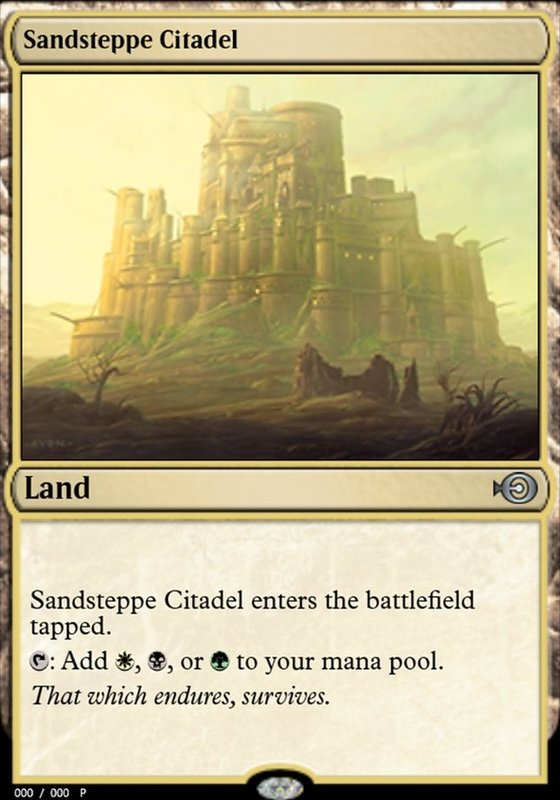 Sandsteppe Citadel
-AVON-
Land
Sandsteppe Citadel enters the battlefield
tapped.
: Add , , or to your mana pool.
That which endures, survives.
000 / 000 P